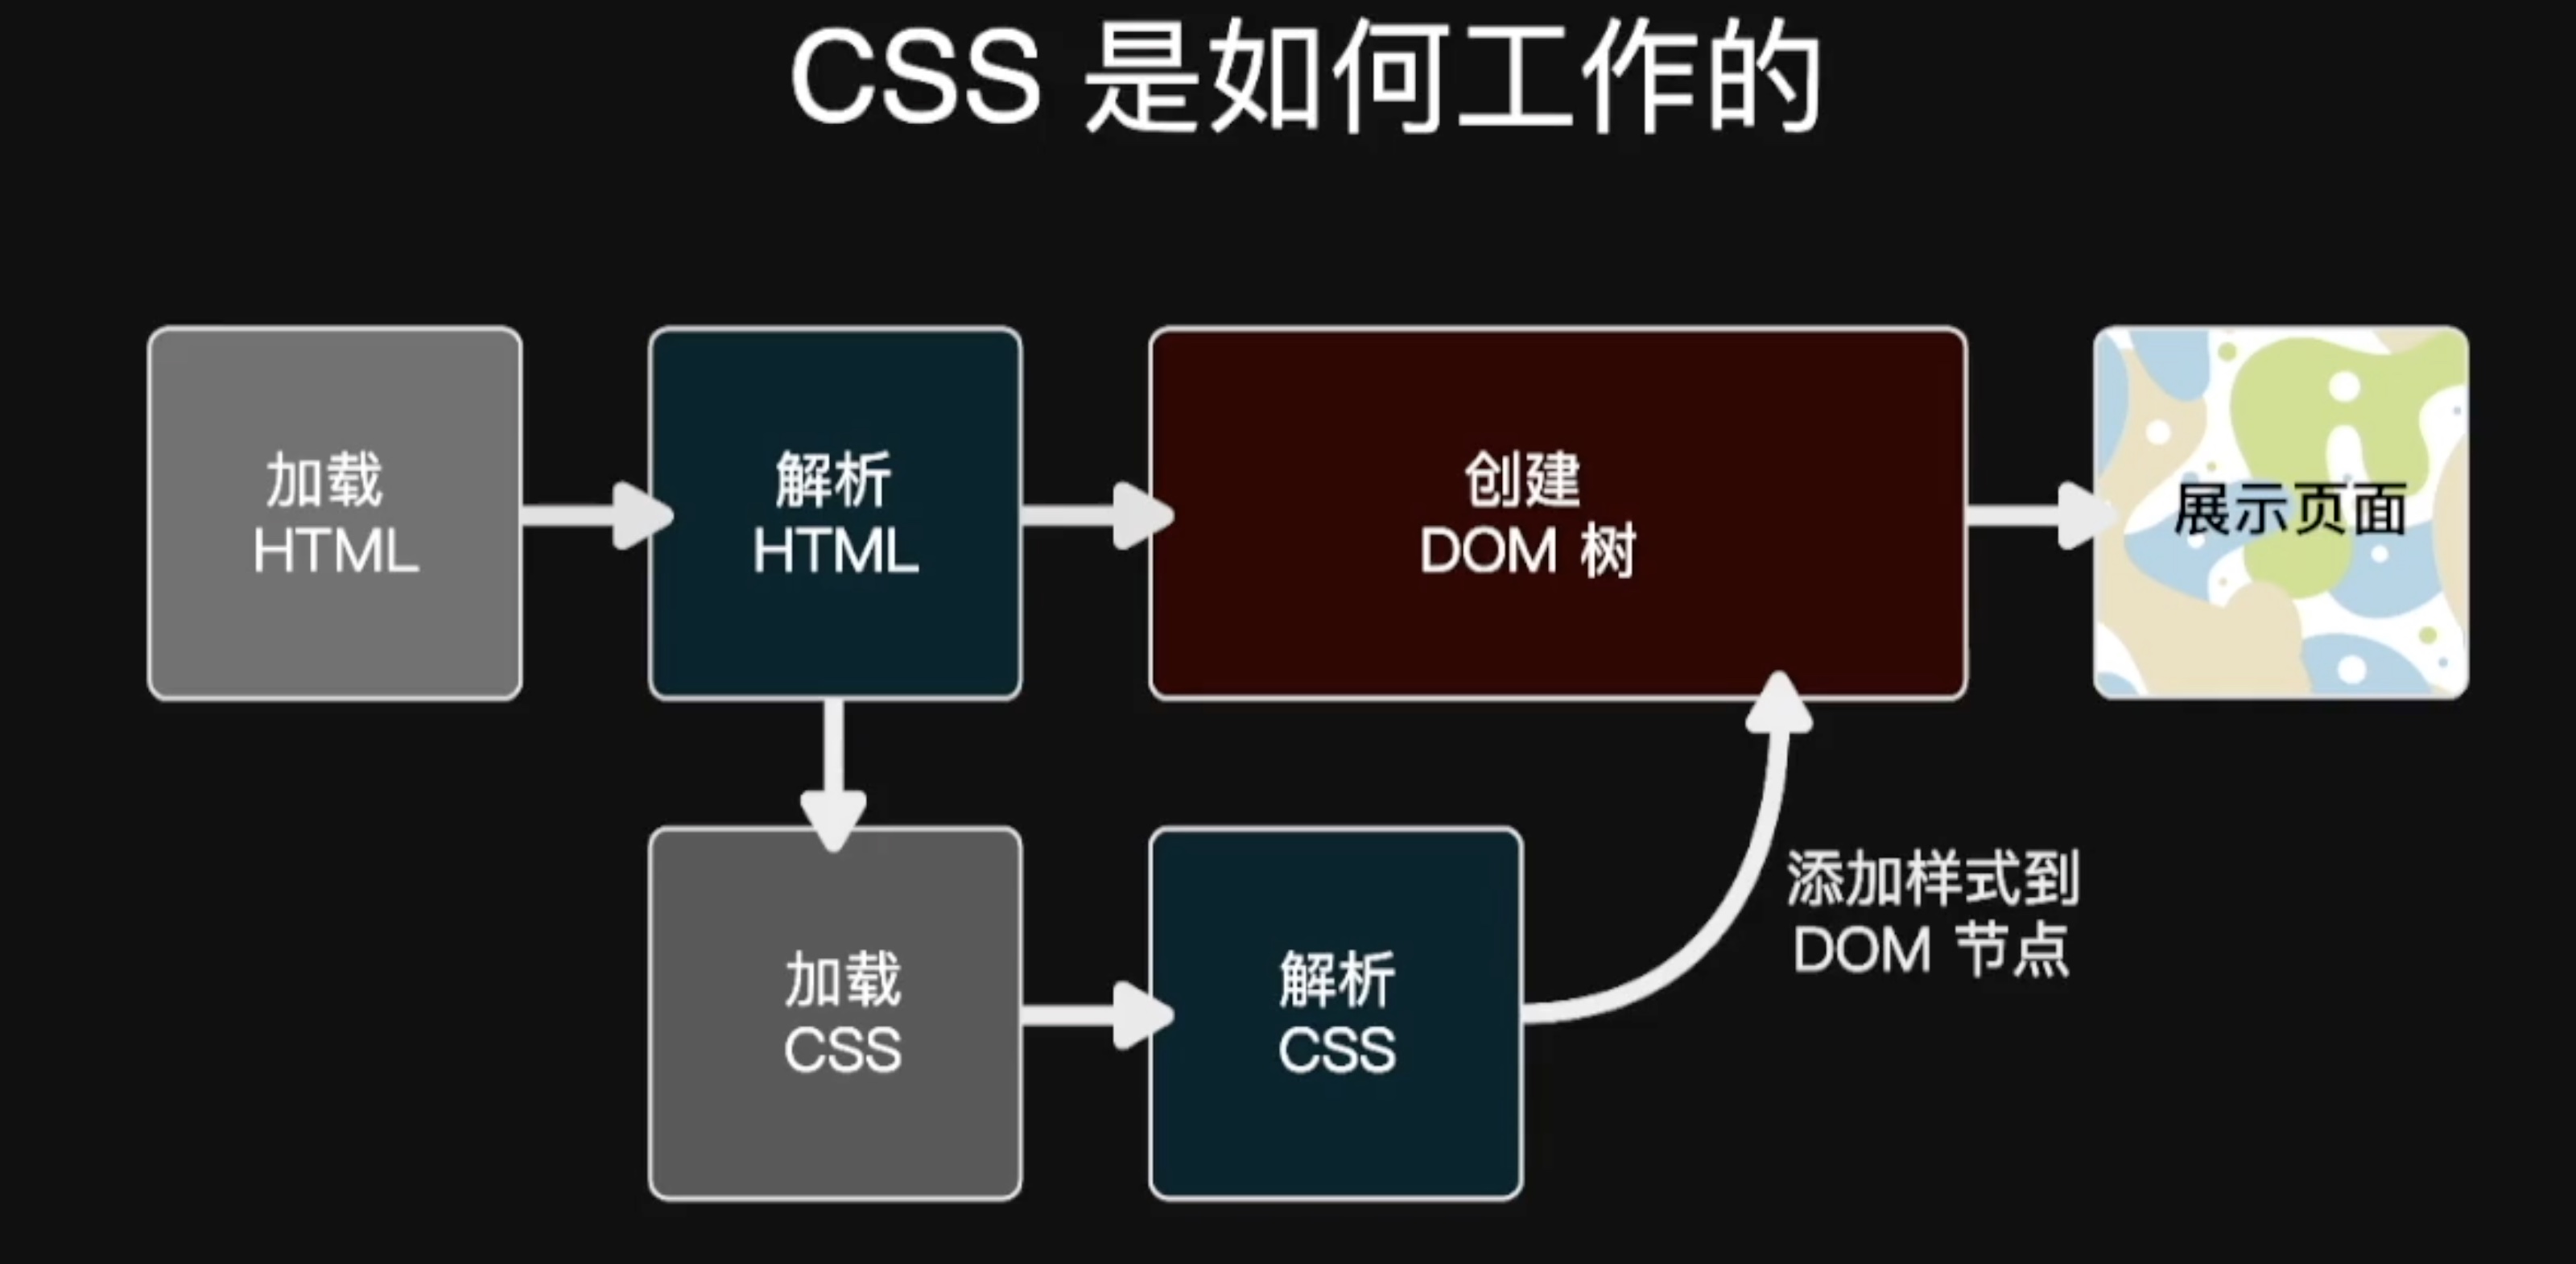 CSS 是如何工作的
加载
HTML
解析
HTML
创建
DOM 树
展示页面
加载
CSS
解析
CSS
添加样式到
DOM 节点